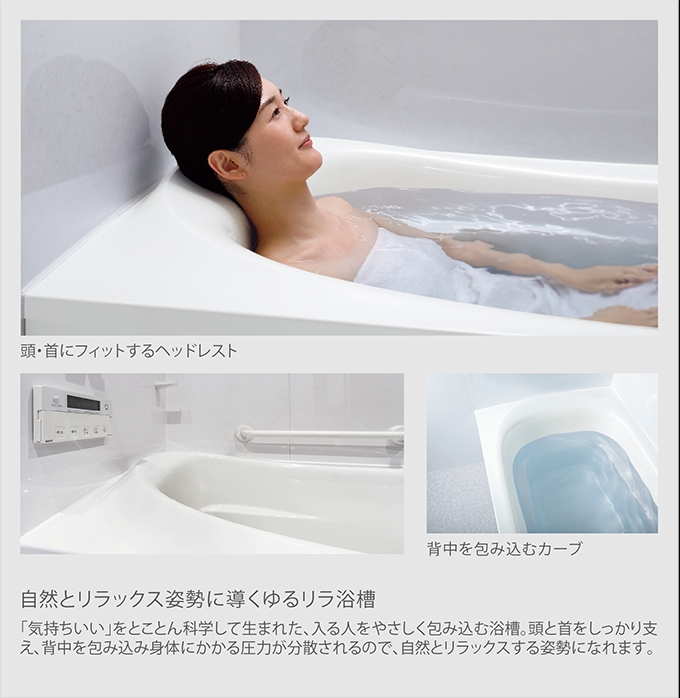 頭・首にフィットするヘッドレスト
背中を包み込むカーブ
自然とリラックス姿勢に導くゆるリラ浴槽
「気持ちいい」をとことん科学して生まれた、入る人をやさしく包み込む浴槽。頭と首をしっかり支
え、背中を包み込み身体にかかる圧力が分散されるので、自然とリラックスする姿勢になれます。